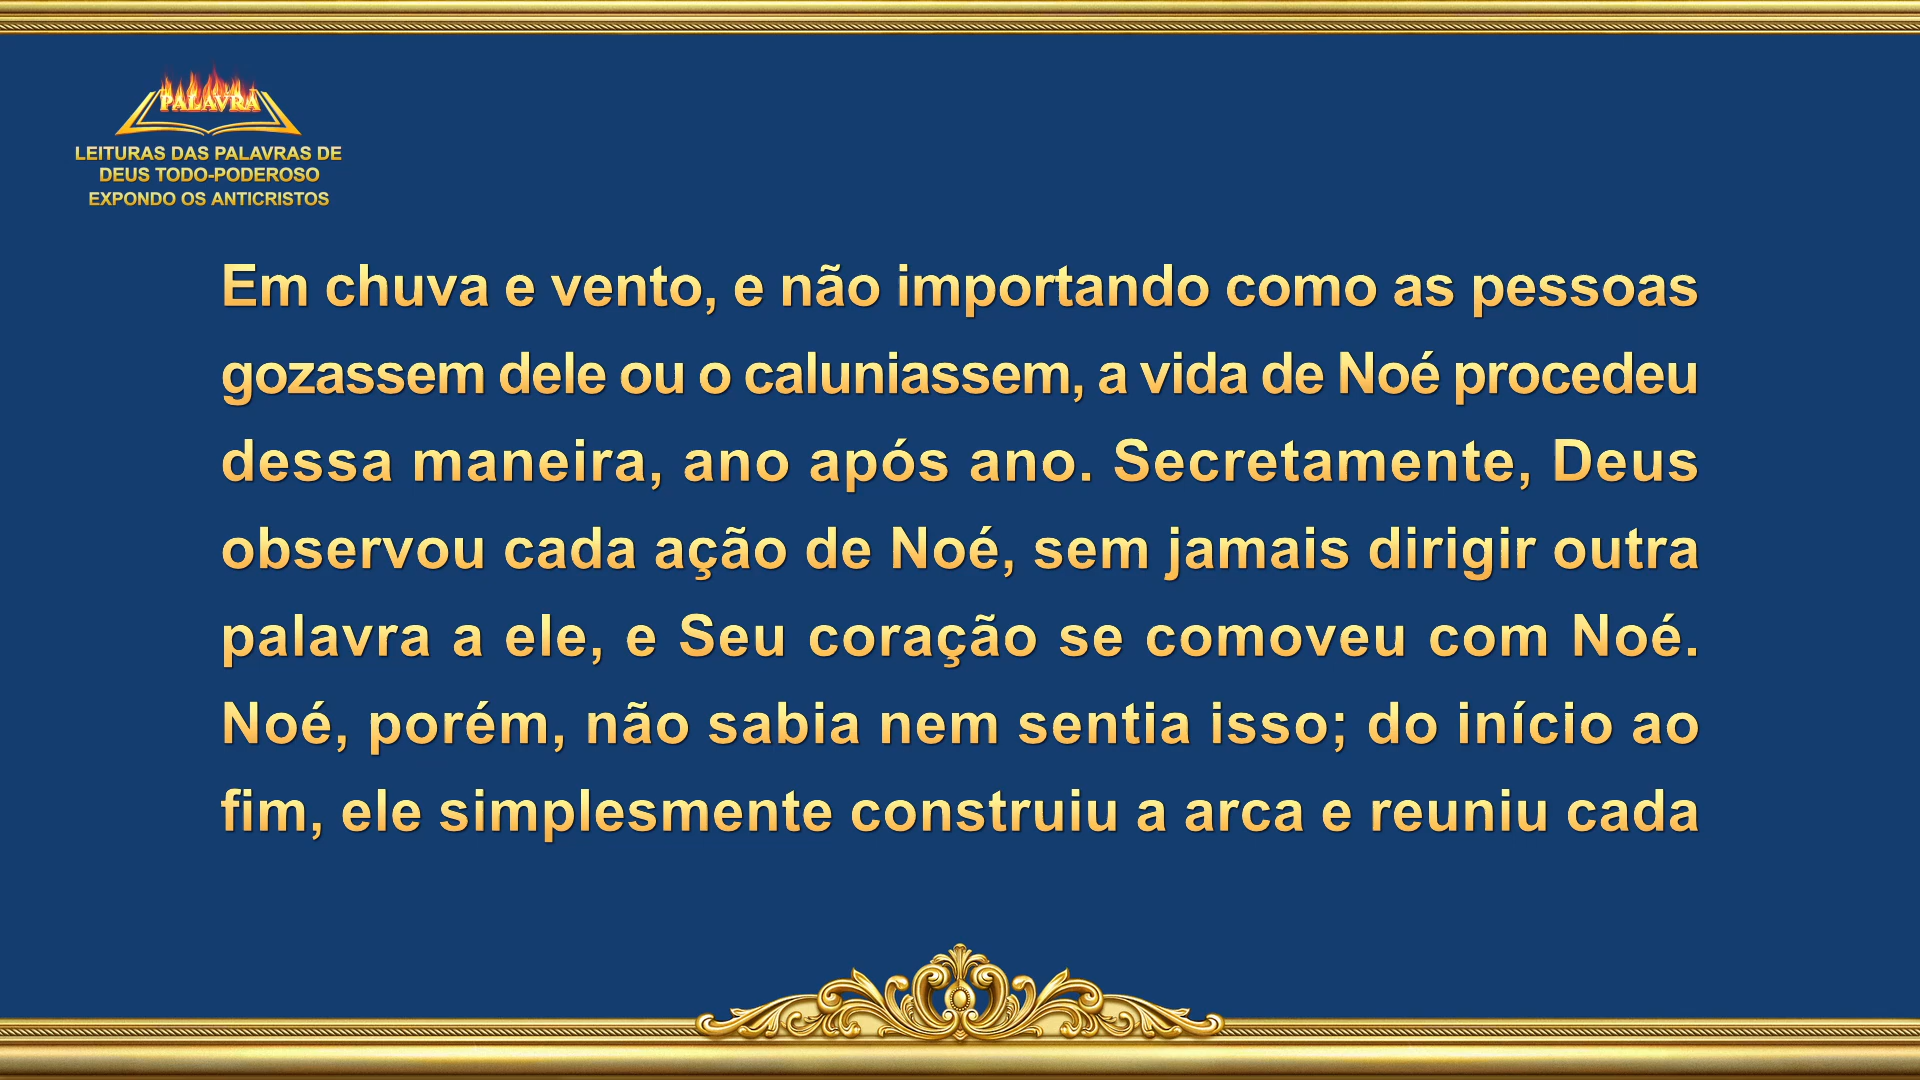 PALAVRA
LEITURAS DAS PALAVRAS DE
DEUS TODO-PODEROSO
EXPONDO OS ANTICRISTOS
Em chuva e vento, e não importando como as pessoas
gozassem dele ou o caluniassem, a vida de Noé procedeu
dessa maneira, ano após ano. Secretamente, Deus
observou cada ação de Noé, sem jamais dirigir outra
palavra a ele, e Seu coração se comoveu com Noé.
Noé, porém, não sabia nem sentia isso; do início ao
fim, ele simplesmente construiu a arca e reuniu cada